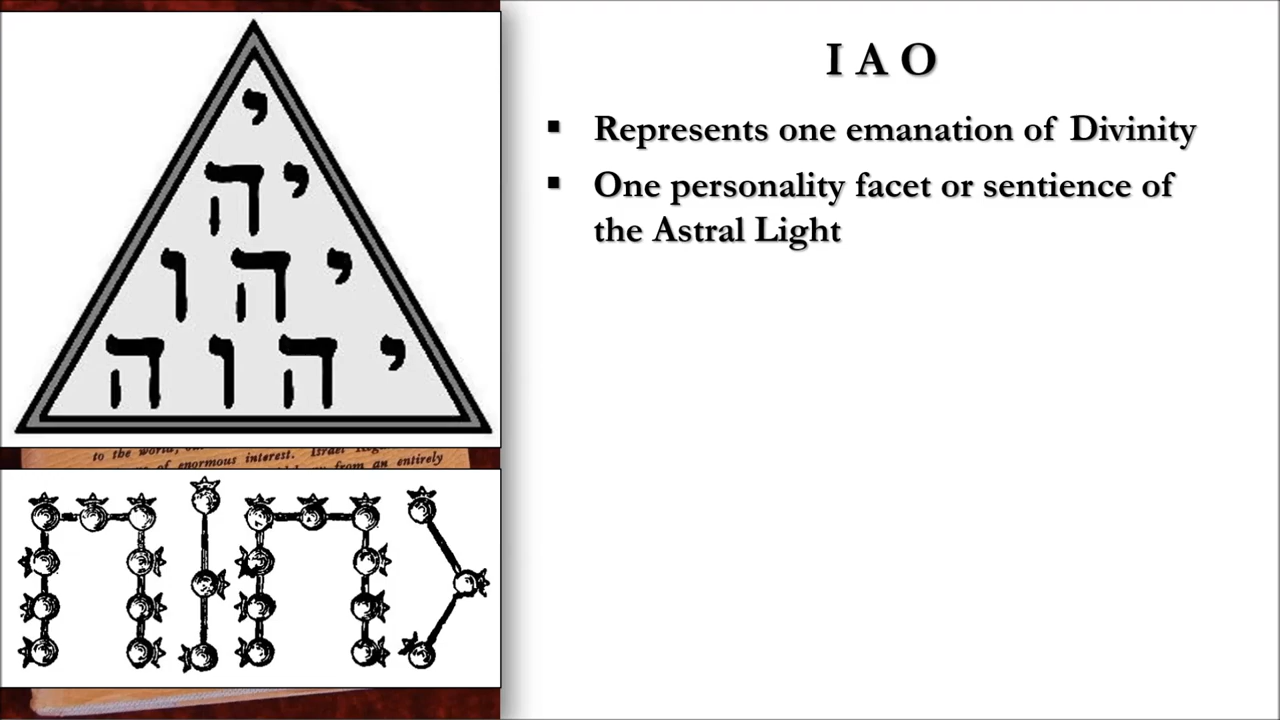 י
יה
יהו
יהוה
to the world,
of enormous interest. Israel
from an entirely
I A O
▪ Represents one emanation of Divinity
▪ One personality facet or sentience of
the Astral Light